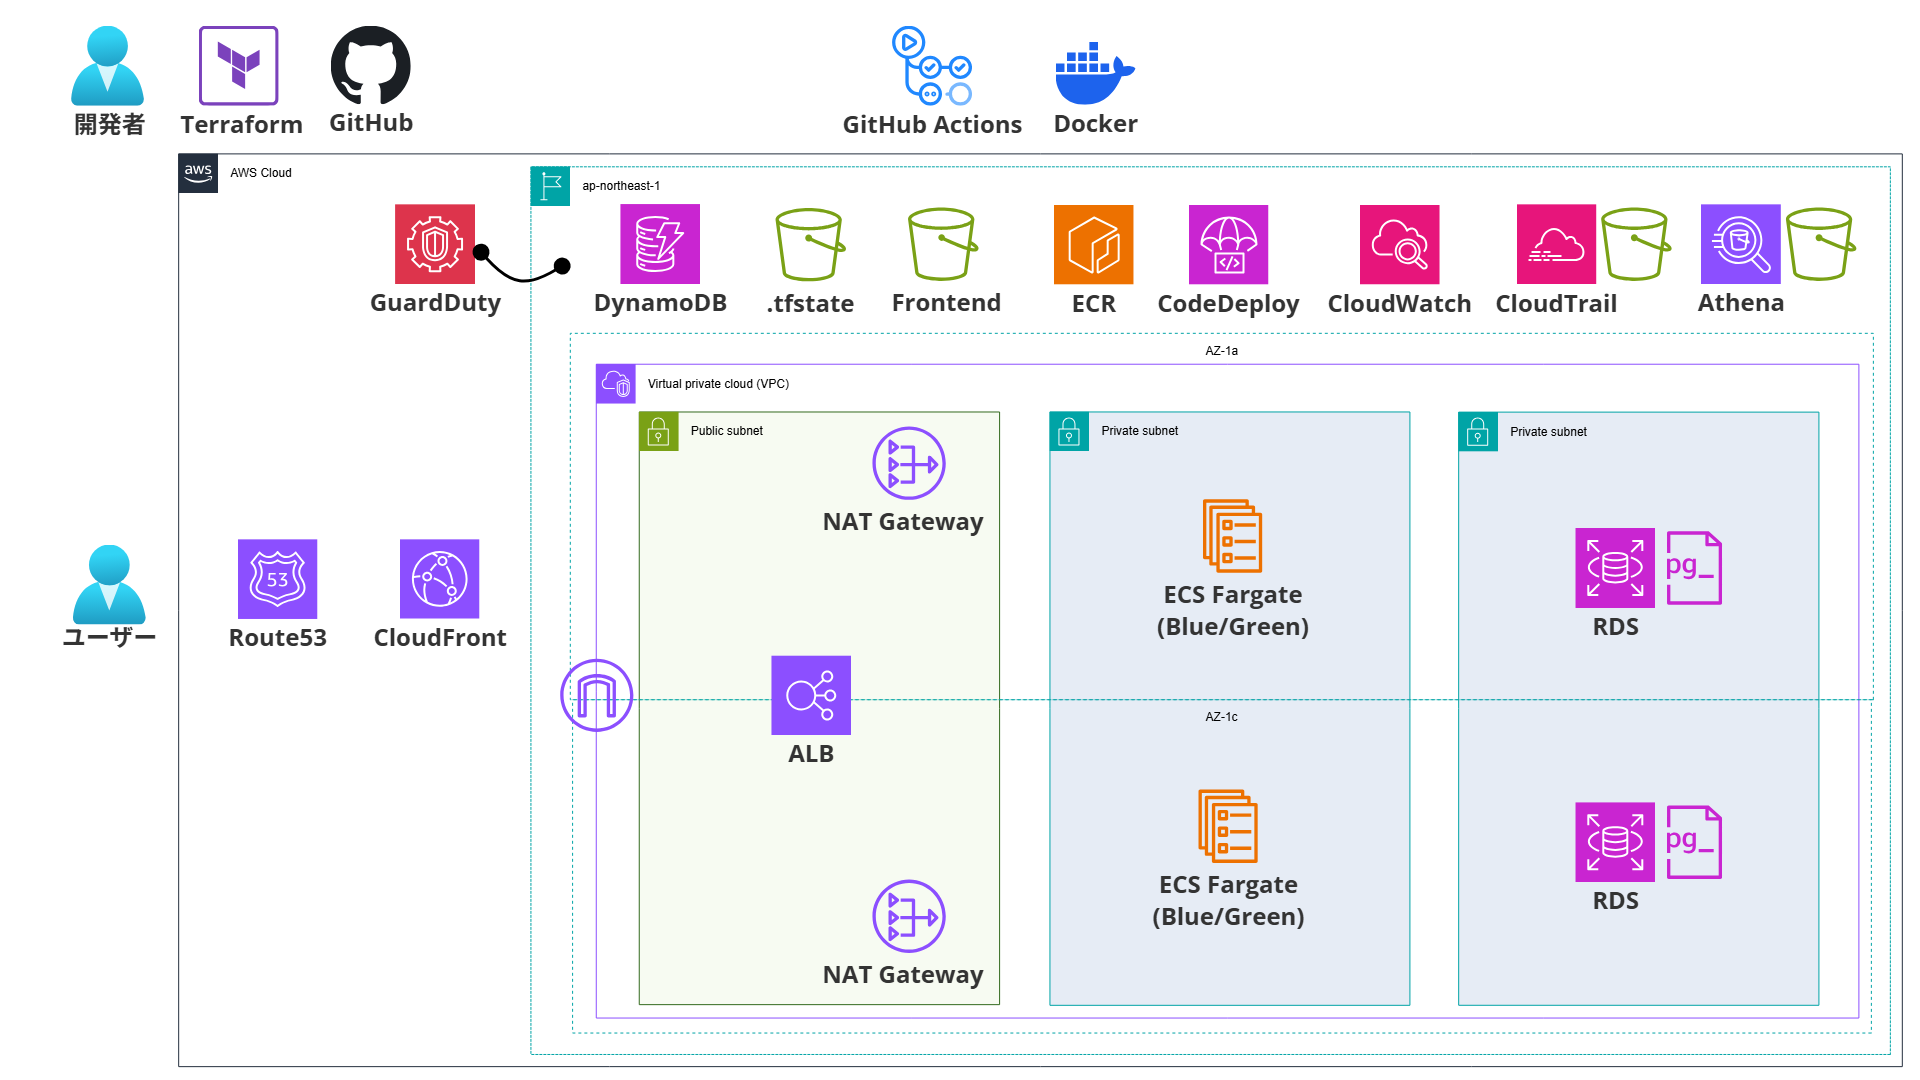 開発者
Terraform
GitHub
GitHub Actions
Docker
aws
AWS Cloud
ap-northeast-1
GuardDuty
DynamoDB
.tfstate
Frontend
ECR
CodeDeploy
CloudWatch
CloudTrail
Athena
AZ-1a
Virtual private cloud (VPC)
Public subnet
Private subnet
Private subnet
NAT Gateway
ECS Fargate
(Blue/Green)
pg_
RDS
53
ユーザー
Route53
CloudFront
ALB
AZ-1c
ECS Fargate
(Blue/Green)
pg_
RDS
NAT Gateway